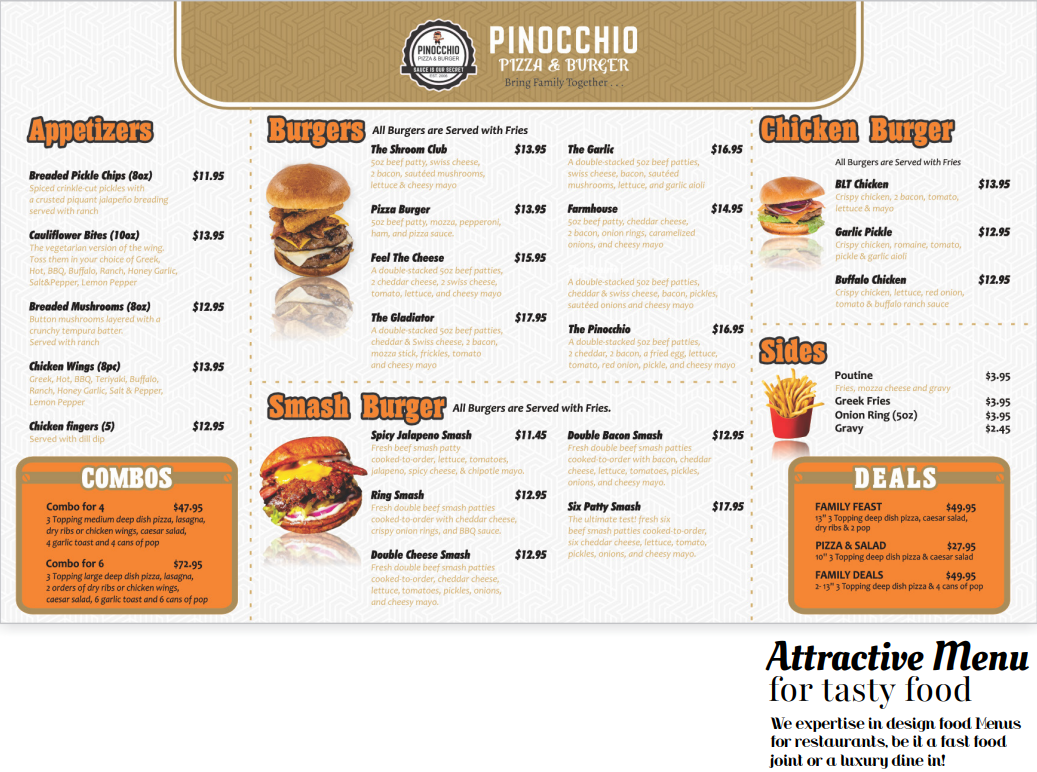 PINOCCHIO
PIZZA & BURGER
SAUCE IS OUR SECRET
PINOCCHIO
PIZZA & BURGER
Bring Family Together . . .
Appetizers
Breaded Pickle Chips (8oz) $11.95
Spiced crinkle-cut pickles with
a crusted piquant jalapeño breading
served with ranch
Cauliflower Bites (10oz) $13.95
The vegetarian version of the wing.
Toss them in your choice of Greek,
Hot, BBQ, Buffalo, Ranch, Honey Garlic,
Salt&Pepper, Lemon Pepper
Breaded Mushrooms (8oz) $12.95
Button mushrooms layered with a
crunchy tempura batter.
Served with ranch
Chicken Wings (8pc) $13.95
Greek, Hot, BBQ, Teriyaki, Buffalo,
Ranch, Honey Garlic, Salt & Pepper,
Lemon Pepper
Chicken fingers (5) $12.95
Served with dill dip
COMBOS
Combo for 4 $47.95
3 Topping medium deep dish pizza, lasagna,
dry ribs or chicken wings, caesar salad,
4 garlic toast and 4 cans of pop
Combo for 6 $72.95
3 Topping large deep dish pizza, lasagna,
2 orders of dry ribs or chicken wings,
caesar salad, 6 garlic toast and 6 cans of pop
Burgers All Burgers are Served with Fries
The Shroom Club $13.95
5oz beef patty, swiss cheese,
2 bacon, sautéed mushrooms,
lettuce & cheesy mayo
Pizza Burger $13.95
5oz beef patty, mozza, pepperoni,
ham, and pizza sauce.
Feel The Cheese $15.95
A double-stacked 5oz beef patties,
2 cheddar cheese, 2 swiss cheese,
tomato, lettuce, and cheesy mayo
The Gladiator $17.95
A double-stacked 5oz beef patties,
cheddar & Swiss cheese, 2 bacon,
mozza stick, frickles, tomato
and cheesy mayo
The Garlic $16.95
A double-stacked 5oz beef patties,
swiss cheese, bacon, sautéed
mushrooms, lettuce, and garlic aioli
Farmhouse $14.95
5oz beef patty, cheddar cheese,
2 bacon, onion rings, caramelized
onions, and cheesy mayo
A double-stacked 5oz beef patties,
cheddar & swiss cheese, bacon, pickles,
sautéed onions and cheesy mayo
The Pinocchio $16.95
A double-stacked 5oz beef patties,
2 cheddar, 2 bacon, a fried egg, lettuce,
tomato, red onion, pickle, and cheesy mayo
Smash Burger All Burgers are Served with Fries.
Spicy Jalapeno Smash $11.45
Fresh beef smash patty
cooked-to-order, lettuce, tomatoes,
jalapeno, spicy cheese, & chipotle mayo.
Ring Smash $12.95
Fresh double beef smash patties
cooked-to-order with cheddar cheese,
crispy onion rings, and BBQ sauce.
Double Cheese Smash $12.95
Fresh double beef smash patties
cooked-to-order, cheddar cheese,
lettuce, tomatoes, pickles, onions,
and cheesy mayo.
Double Bacon Smash $12.95
Fresh double beef smash patties
cooked-to-order with bacon, cheddar
cheese, lettuce, tomatoes, pickles,
onions, and cheesy mayo.
Six Patty Smash $17.95
The ultimate test! fresh six
beef smash patties cooked-to-order,
six cheddar cheese, lettuce, tomato,
pickles, onions, and cheesy mayo.
Chicken Burger
All Burgers are Served with Fries
BLT Chicken $13.95
Crispy chicken, 2 bacon, tomato,
lettuce & mayo
Garlic Pickle $12.95
Crispy chicken, romaine, tomato,
pickle & garlic aioli
Buffalo Chicken $12.95
Crispy chicken, lettuce, red onion,
tomato & buffalo ranch sauce
Sides
Poutine $3.95
Fries, mozza cheese and gravy
Greek Fries $3.95
Onion Ring (5oz) $3.95
Gravy $2.45
DEALS
FAMILY FEAST $49.95
13" 3 Topping deep dish pizza, caesar salad,
dry ribs & 2 pop
PIZZA & SALAD $27.95
10" 3 Topping deep dish pizza & caesar salad
FAMILY DEALS $49.95
2- 13" 3 Topping deep dish pizza & 4 cans of pop
Attractive Menu
for tasty food
We expertise in design food Menus
for restaurants, be it a fast food
joint or a luxury dine in!